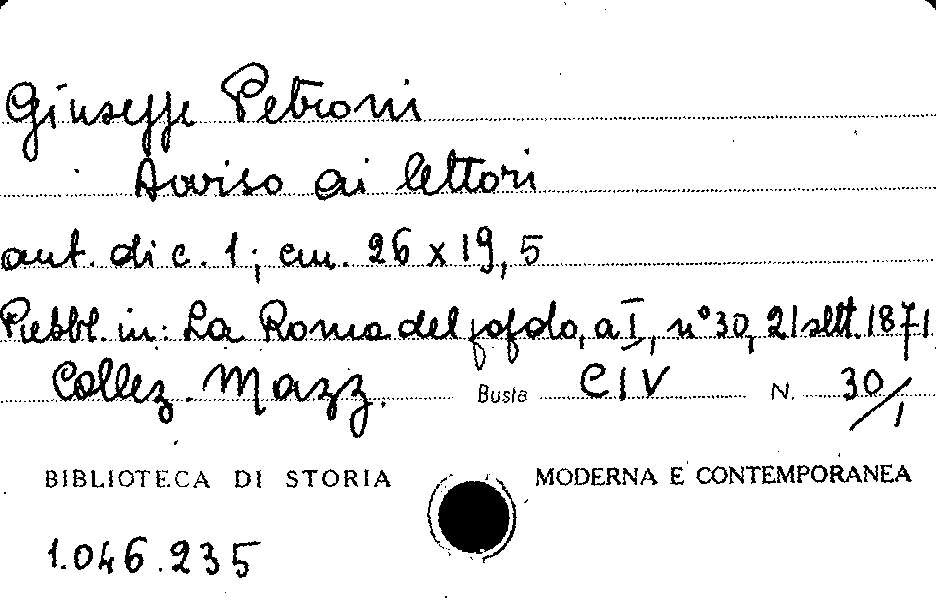 Giuseppe Petroni
Avviso ai lettori
aut. di c. 1; cm. 26 x 19,5
Pubbl. in: La Roma del popolo, a I, n° 30, 21 sett. 1871
Collez. Mazz. Busta CIV N. 30/1
BIBLIOTECA DI STORIA MODERNA E CONTEMPORANEA
1.046.235